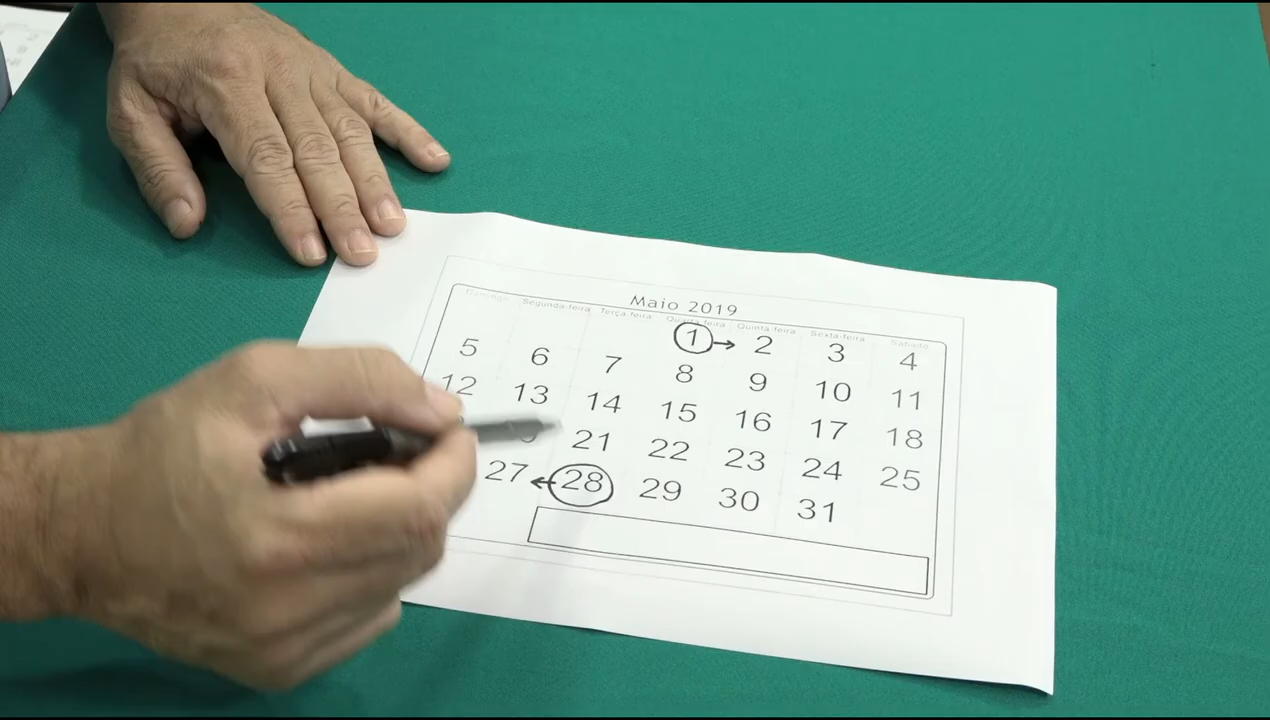 Maio 2019
Domingo Segunda-feira Terça-feira Quarta-feira Quinta-feira Sexta-feira Sábado
1 → 2 3 4
5 6 7 8 9 10 11
12 13 14 15 16 17 18
21 22 23 24 25
27 ← 28 29 30 31